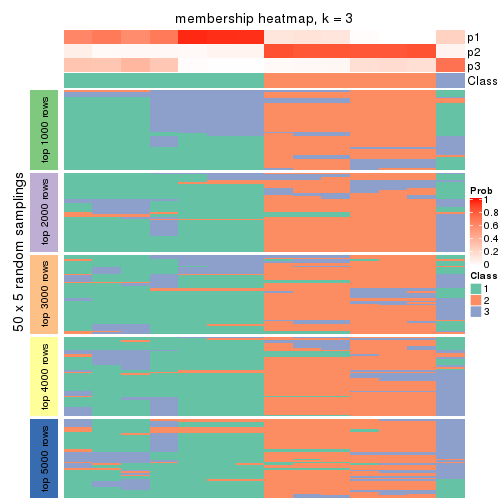 membership heatmap, k = 3
p1
p2
p3
Class
50 x 5 random samplings
top 1000 rows
top 2000 rows
top 3000 rows
top 4000 rows
top 5000 rows
Prob
1
0.8
0.6
0.4
0.2
0
Class
1
2
3